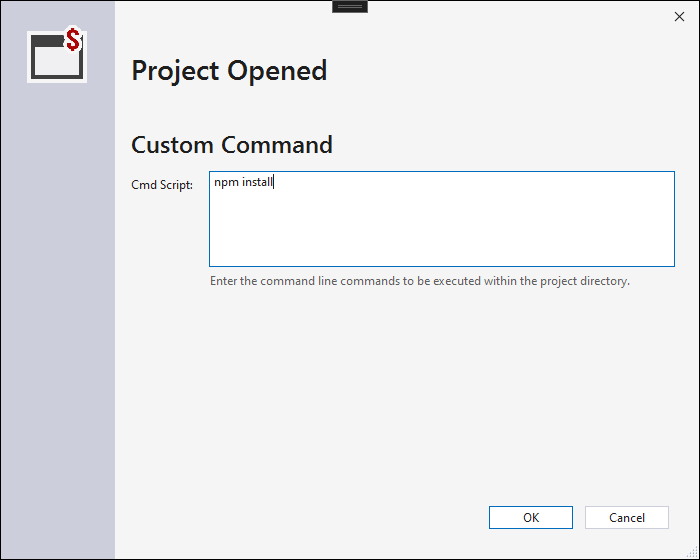 $
Project Opened
Custom Command
Cmd Script:
npm install
Enter the command line commands to be executed within the project directory.
OK
Cancel